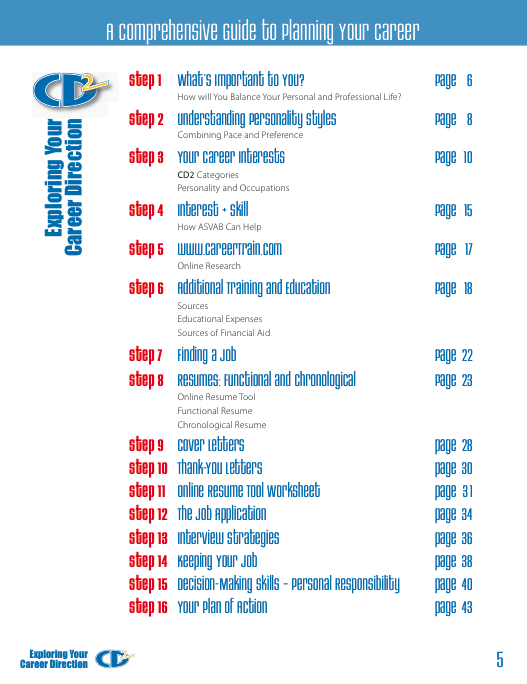 A Comprehensive Guide to Planning Your Career
CD2
Exploring Your
Career Direction
Step 1 What's Important to You? Page 6
How will You Balance Your Personal and Professional Life?
Step 2 Understanding Personality Styles Page 8
Combining Pace and Preference
Step 3 Your Career Interests Page 10
CD2 Categories
Personality and Occupations
Step 4 Interest + Skill Page 15
How ASVAB Can Help
Step 5 www.careertrain.com Page 17
Online Research
Step 6 Additional Training and Education Page 18
Sources
Educational Expenses
Sources of Financial Aid
Step 7 Finding a Job Page 22
Step 8 Resumes: Functional and Chronological Page 23
Online Resume Tool
Functional Resume
Chronological Resume
Step 9 Cover Letters Page 28
Step 10 Thank-You Letters Page 30
Step 11 Online Resume Tool Worksheet Page 31
Step 12 The Job Application Page 34
Step 13 Interview Strategies Page 36
Step 14 Keeping Your Job Page 38
Step 15 Decision-Making Skills – Personal Responsibility Page 40
Step 16 Your Plan of Action Page 43
Exploring Your
Career Direction
CD2
5